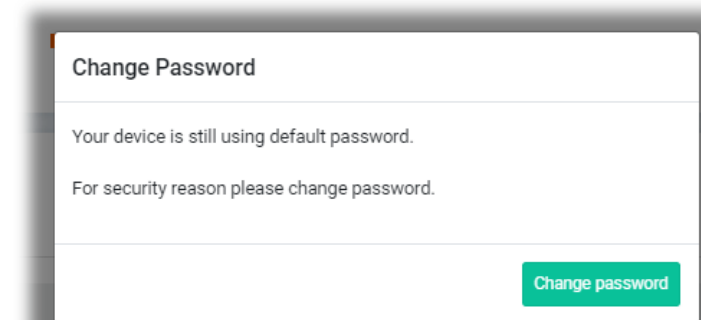 Change Password
Your device is still using default password.
For security reason please change password.
Change password